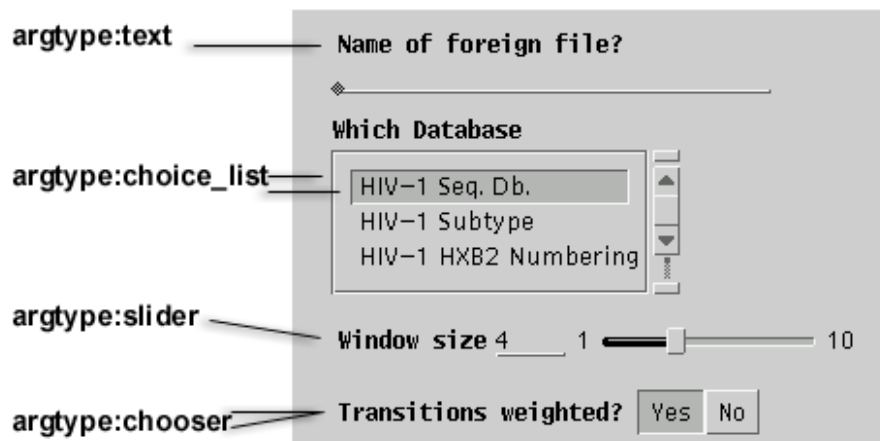 argtype:text
Name of foreign file?
Which Database
argtype:choice_list
HIV-1 Seq. Db.
HIV-1 Subtype
HIV-1 HXB2 Numbering
argtype:slider
Window size 4 1 10
argtype:chooser
Transitions weighted? Yes No